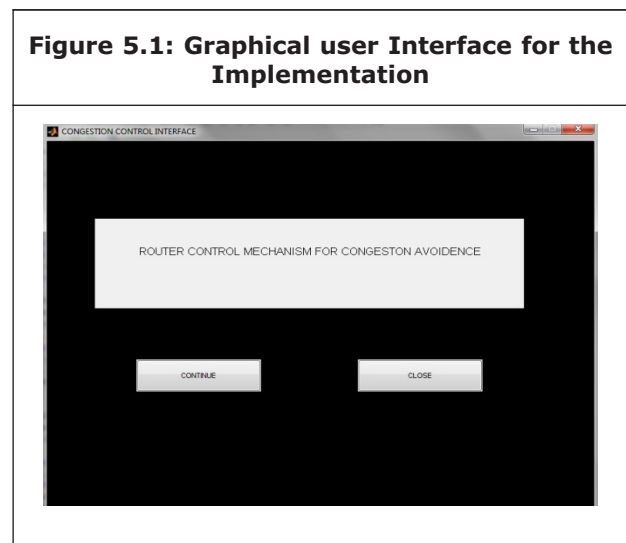 Figure 5.1: Graphical user Interface for the
Implementation
CONGESTION CONTROL INTERFACE
ROUTER CONTROL MECHANISM FOR CONGESTON AVOIDENCE
CONTINUE
CLOSE